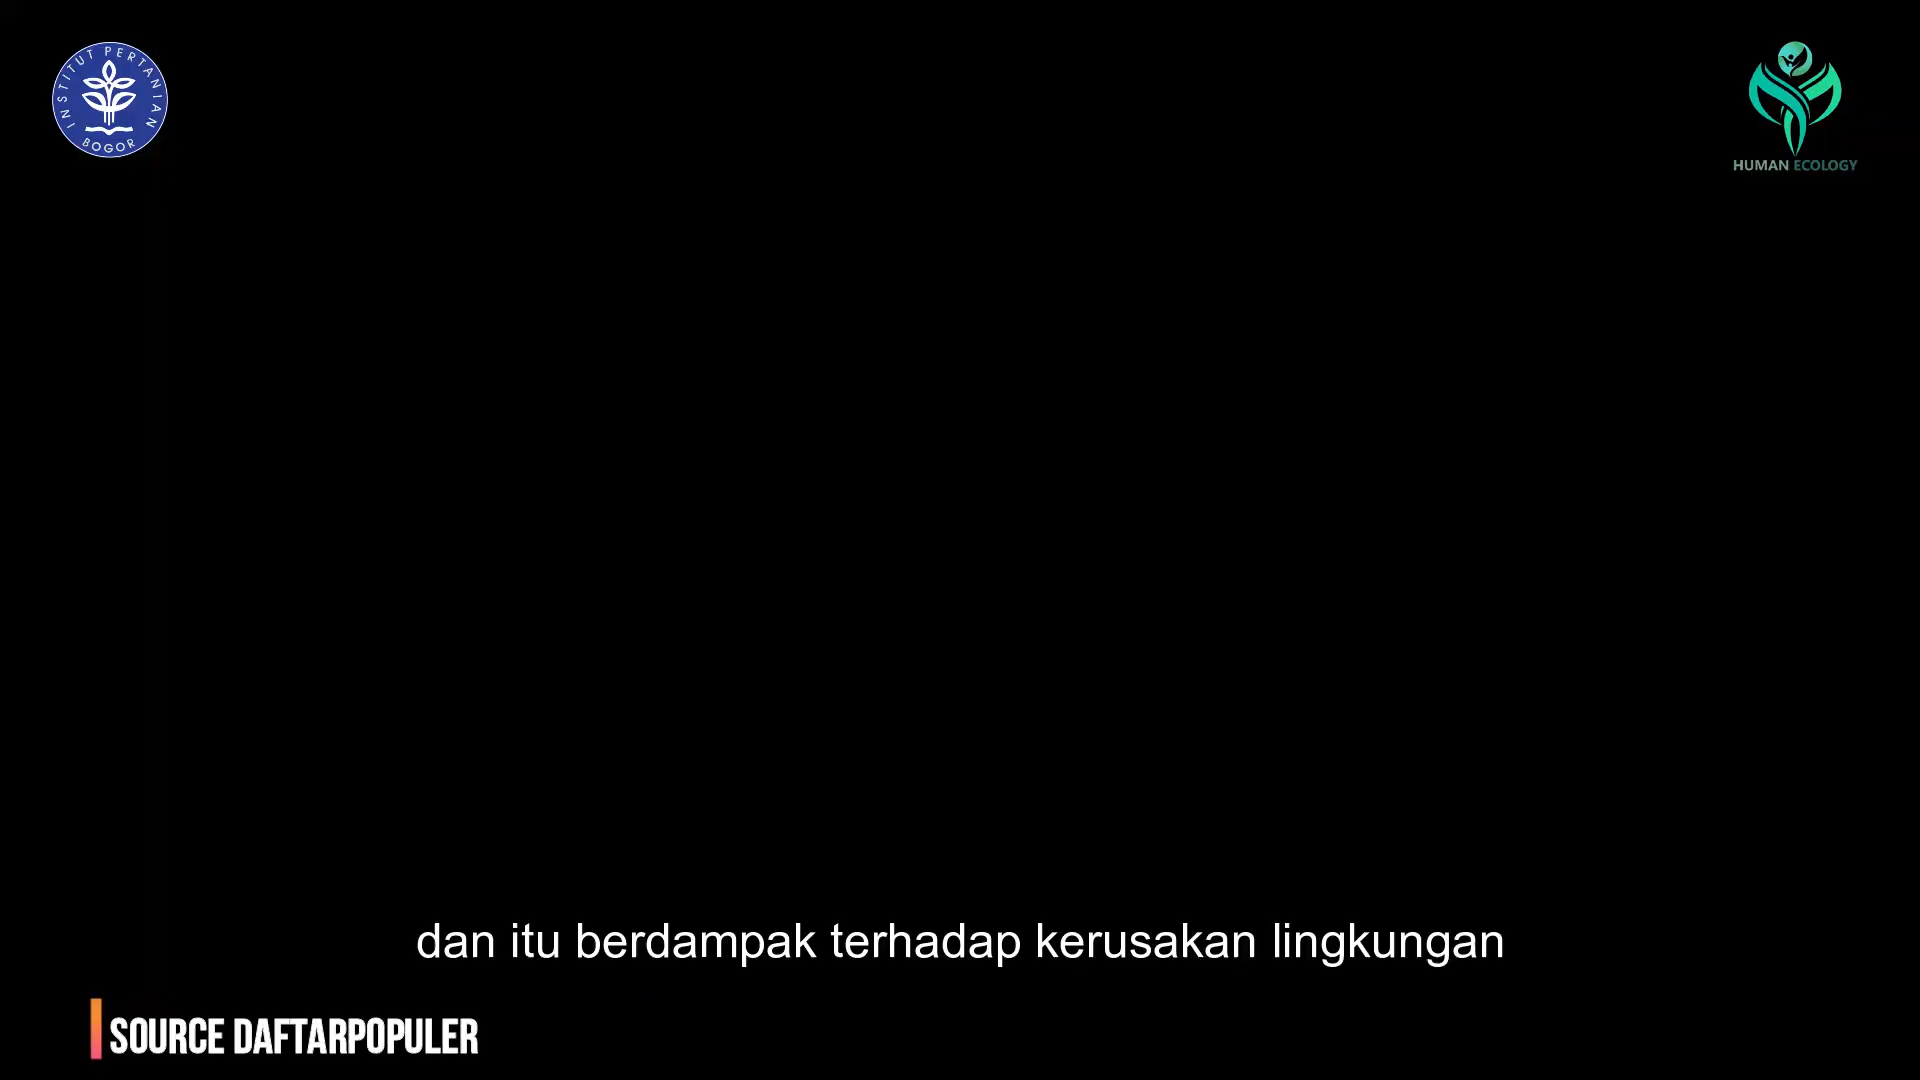 INSTITUT PERTANIAN
BOGOR
HUMAN ECOLOGY
dan itu berdampak terhadap kerusakan lingkungan
SOURCE DAFTARPOPULER